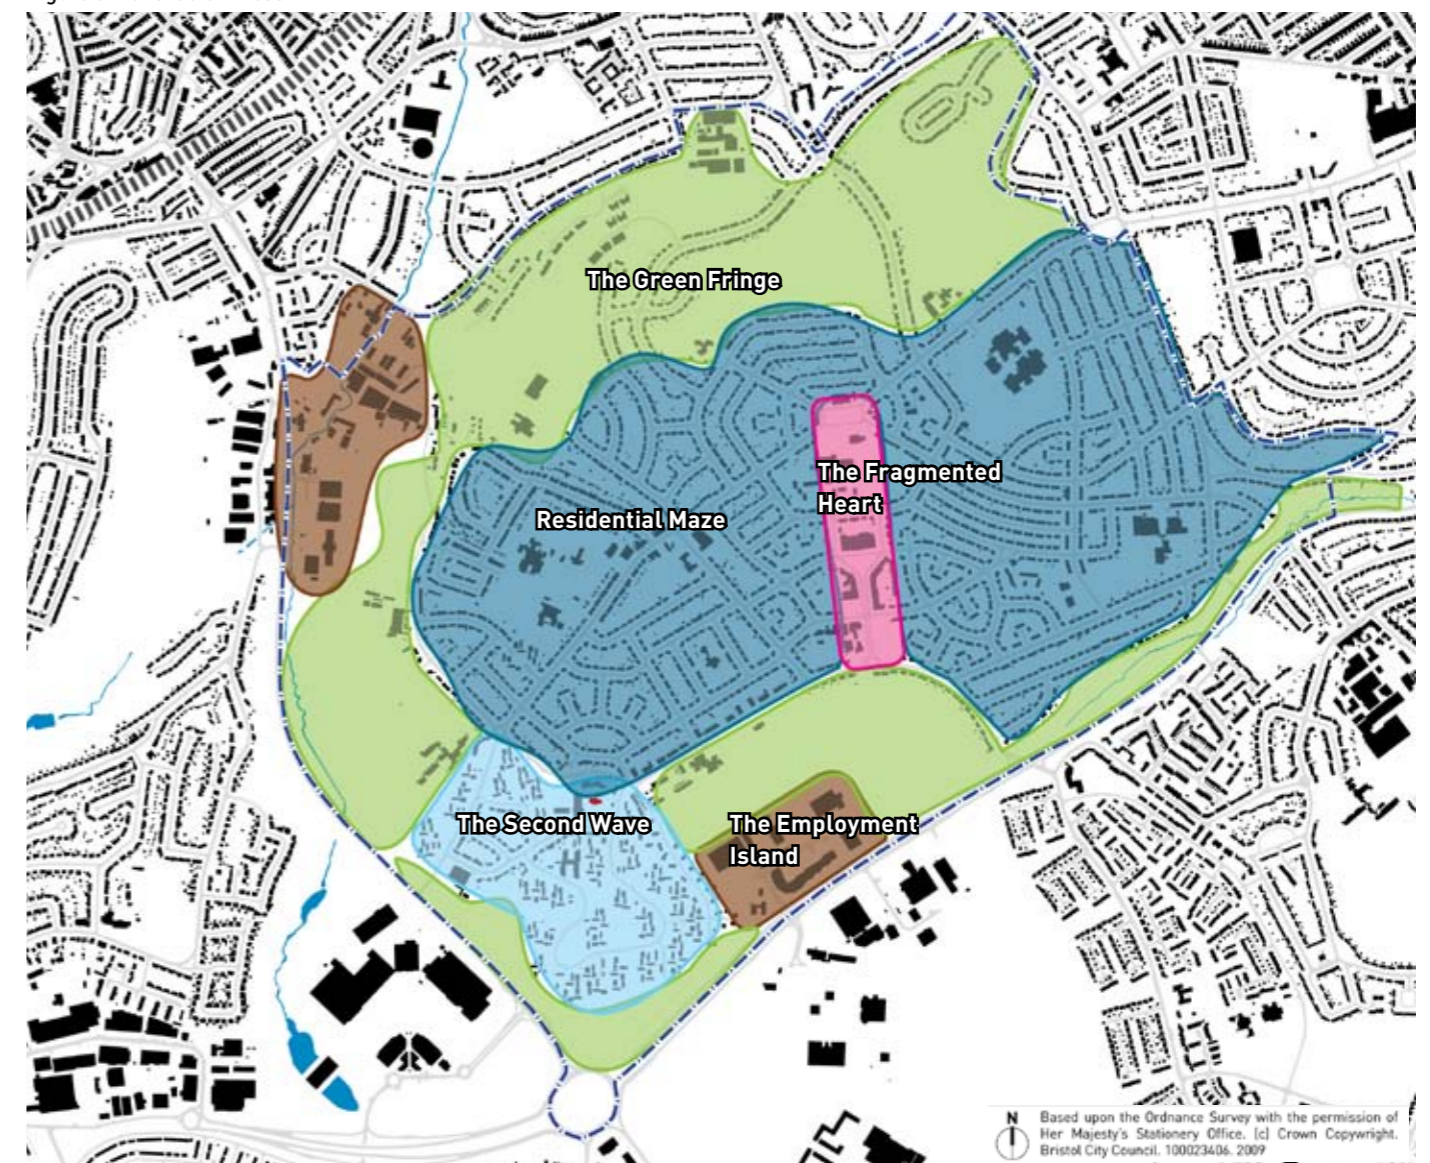 The Green Fringe
The Fragmented
Heart
Residential Maze
The Second Wave
The Employment
Island
N
Based upon the Ordnance Survey with the permission of
Her Majesty's Stationery Office. (c) Crown Copywright.
Bristol City Council. 100023406. 2009